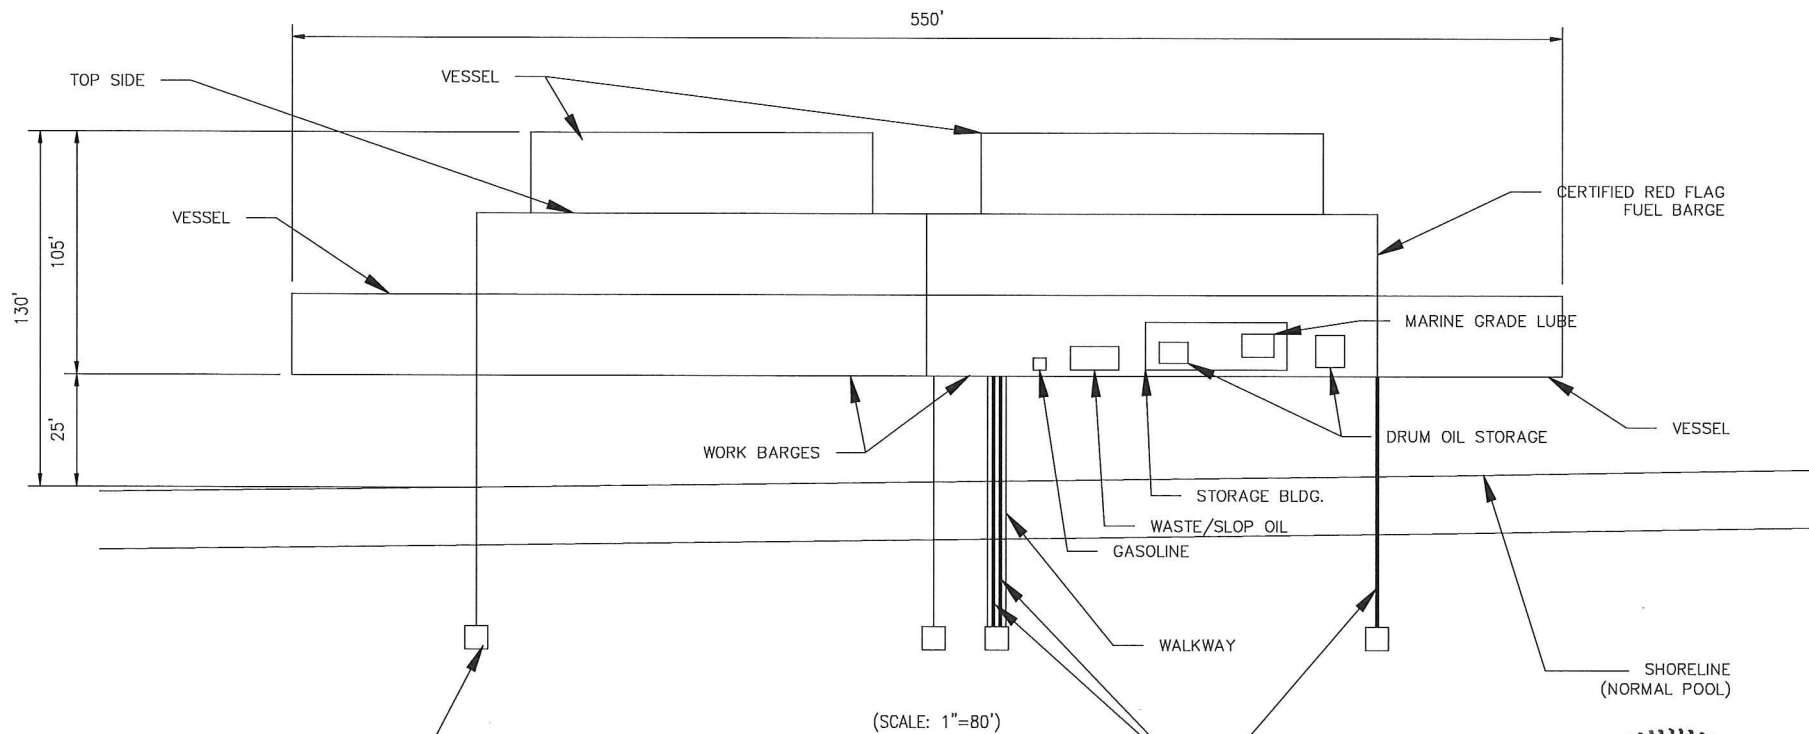 550'
TOP SIDE
VESSEL
CERTIFIED RED FLAG
FUEL BARGE
VESSEL
105'
130'
MARINE GRADE LUBE
25'
WORK BARGES
DRUM OIL STORAGE
VESSEL
STORAGE BLDG.
WASTE/SLOP OIL
GASOLINE
WALKWAY
SHORELINE
(NORMAL POOL)
(SCALE: 1"=80')